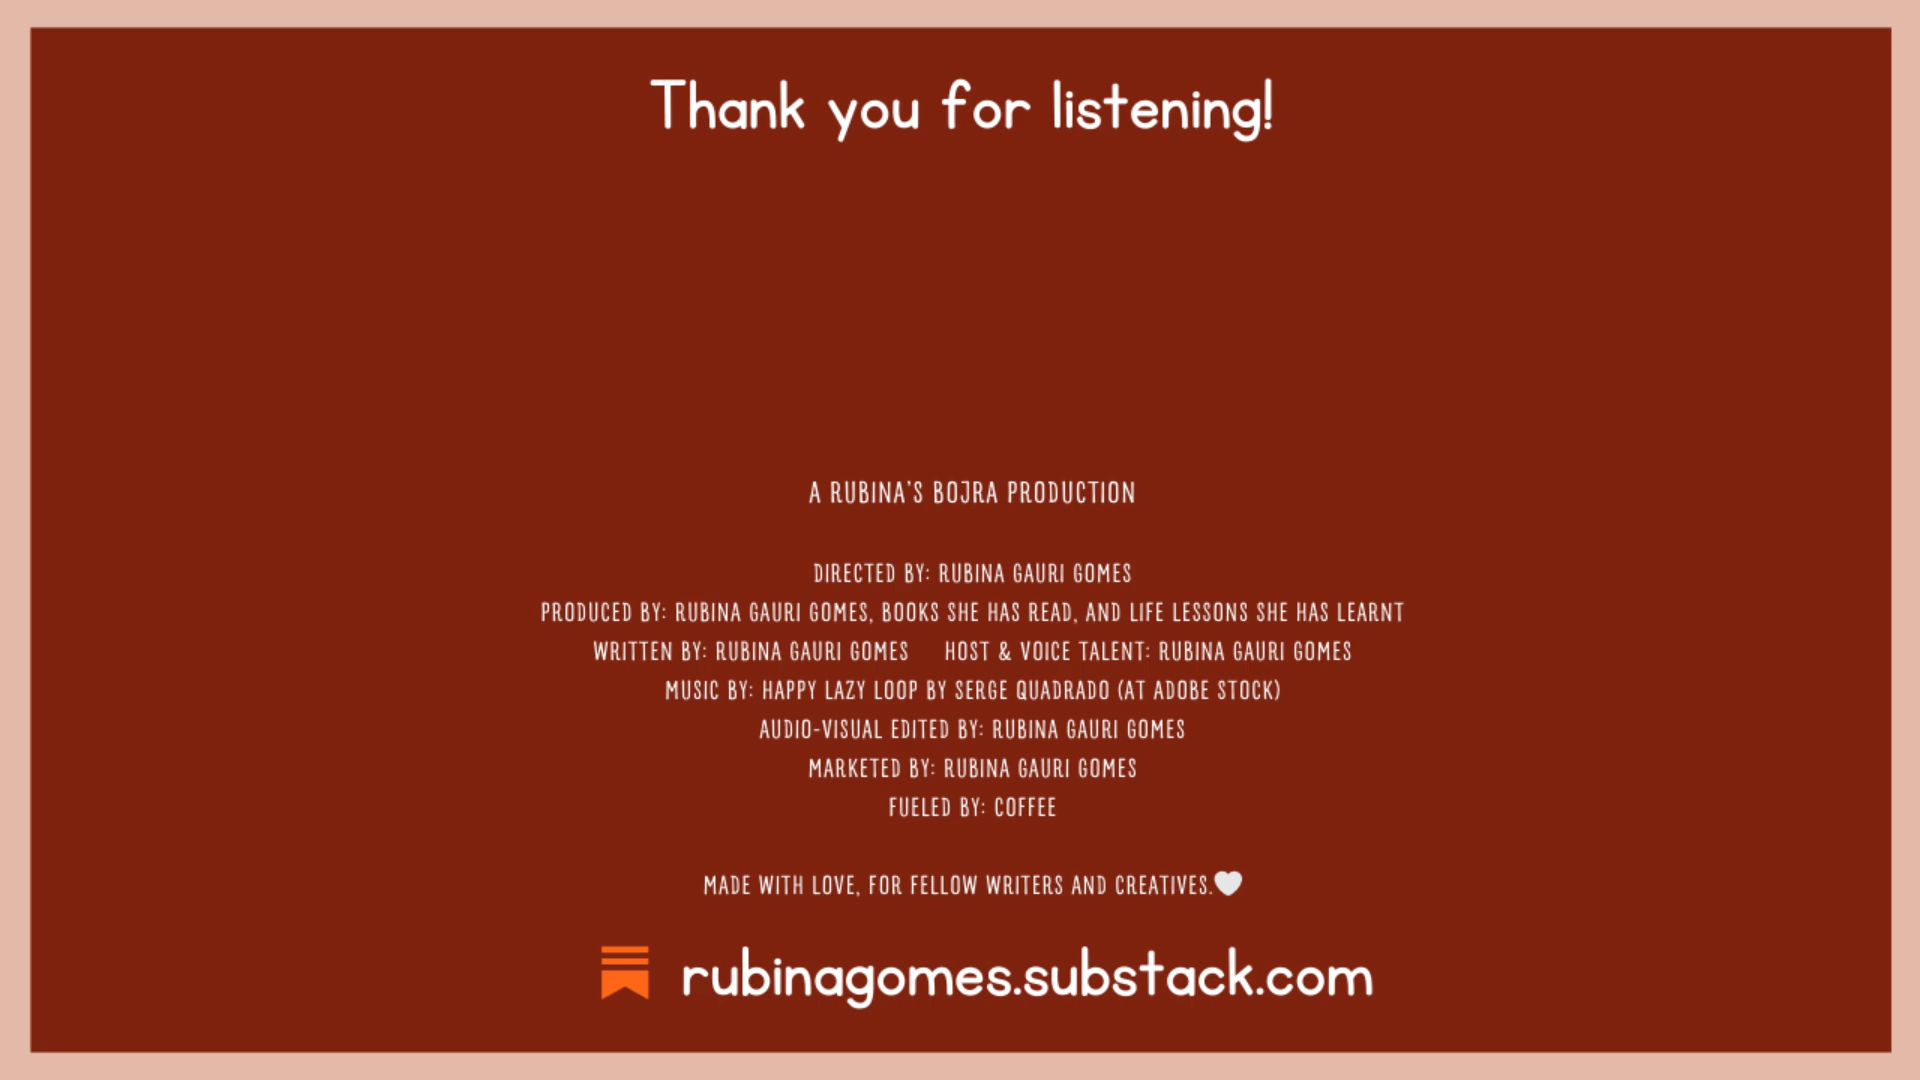 Thank you for listening!
A RUBINA'S BOJRA PRODUCTION
DIRECTED BY: RUBINA GAURI GOMES
PRODUCED BY: RUBINA GAURI GOMES, BOOKS SHE HAS READ, AND LIFE LESSONS SHE HAS LEARNT
WRITTEN BY: RUBINA GAURI GOMES HOST & VOICE TALENT: RUBINA GAURI GOMES
MUSIC BY: HAPPY LAZY LOOP BY SERGE QUADRADO (AT ADOBE STOCK)
AUDIO-VISUAL EDITED BY: RUBINA GAURI GOMES
MARKETED BY: RUBINA GAURI GOMES
FUELED BY: COFFEE
MADE WITH LOVE, FOR FELLOW WRITERS AND CREATIVES.🤍
rubinagomes.substack.com